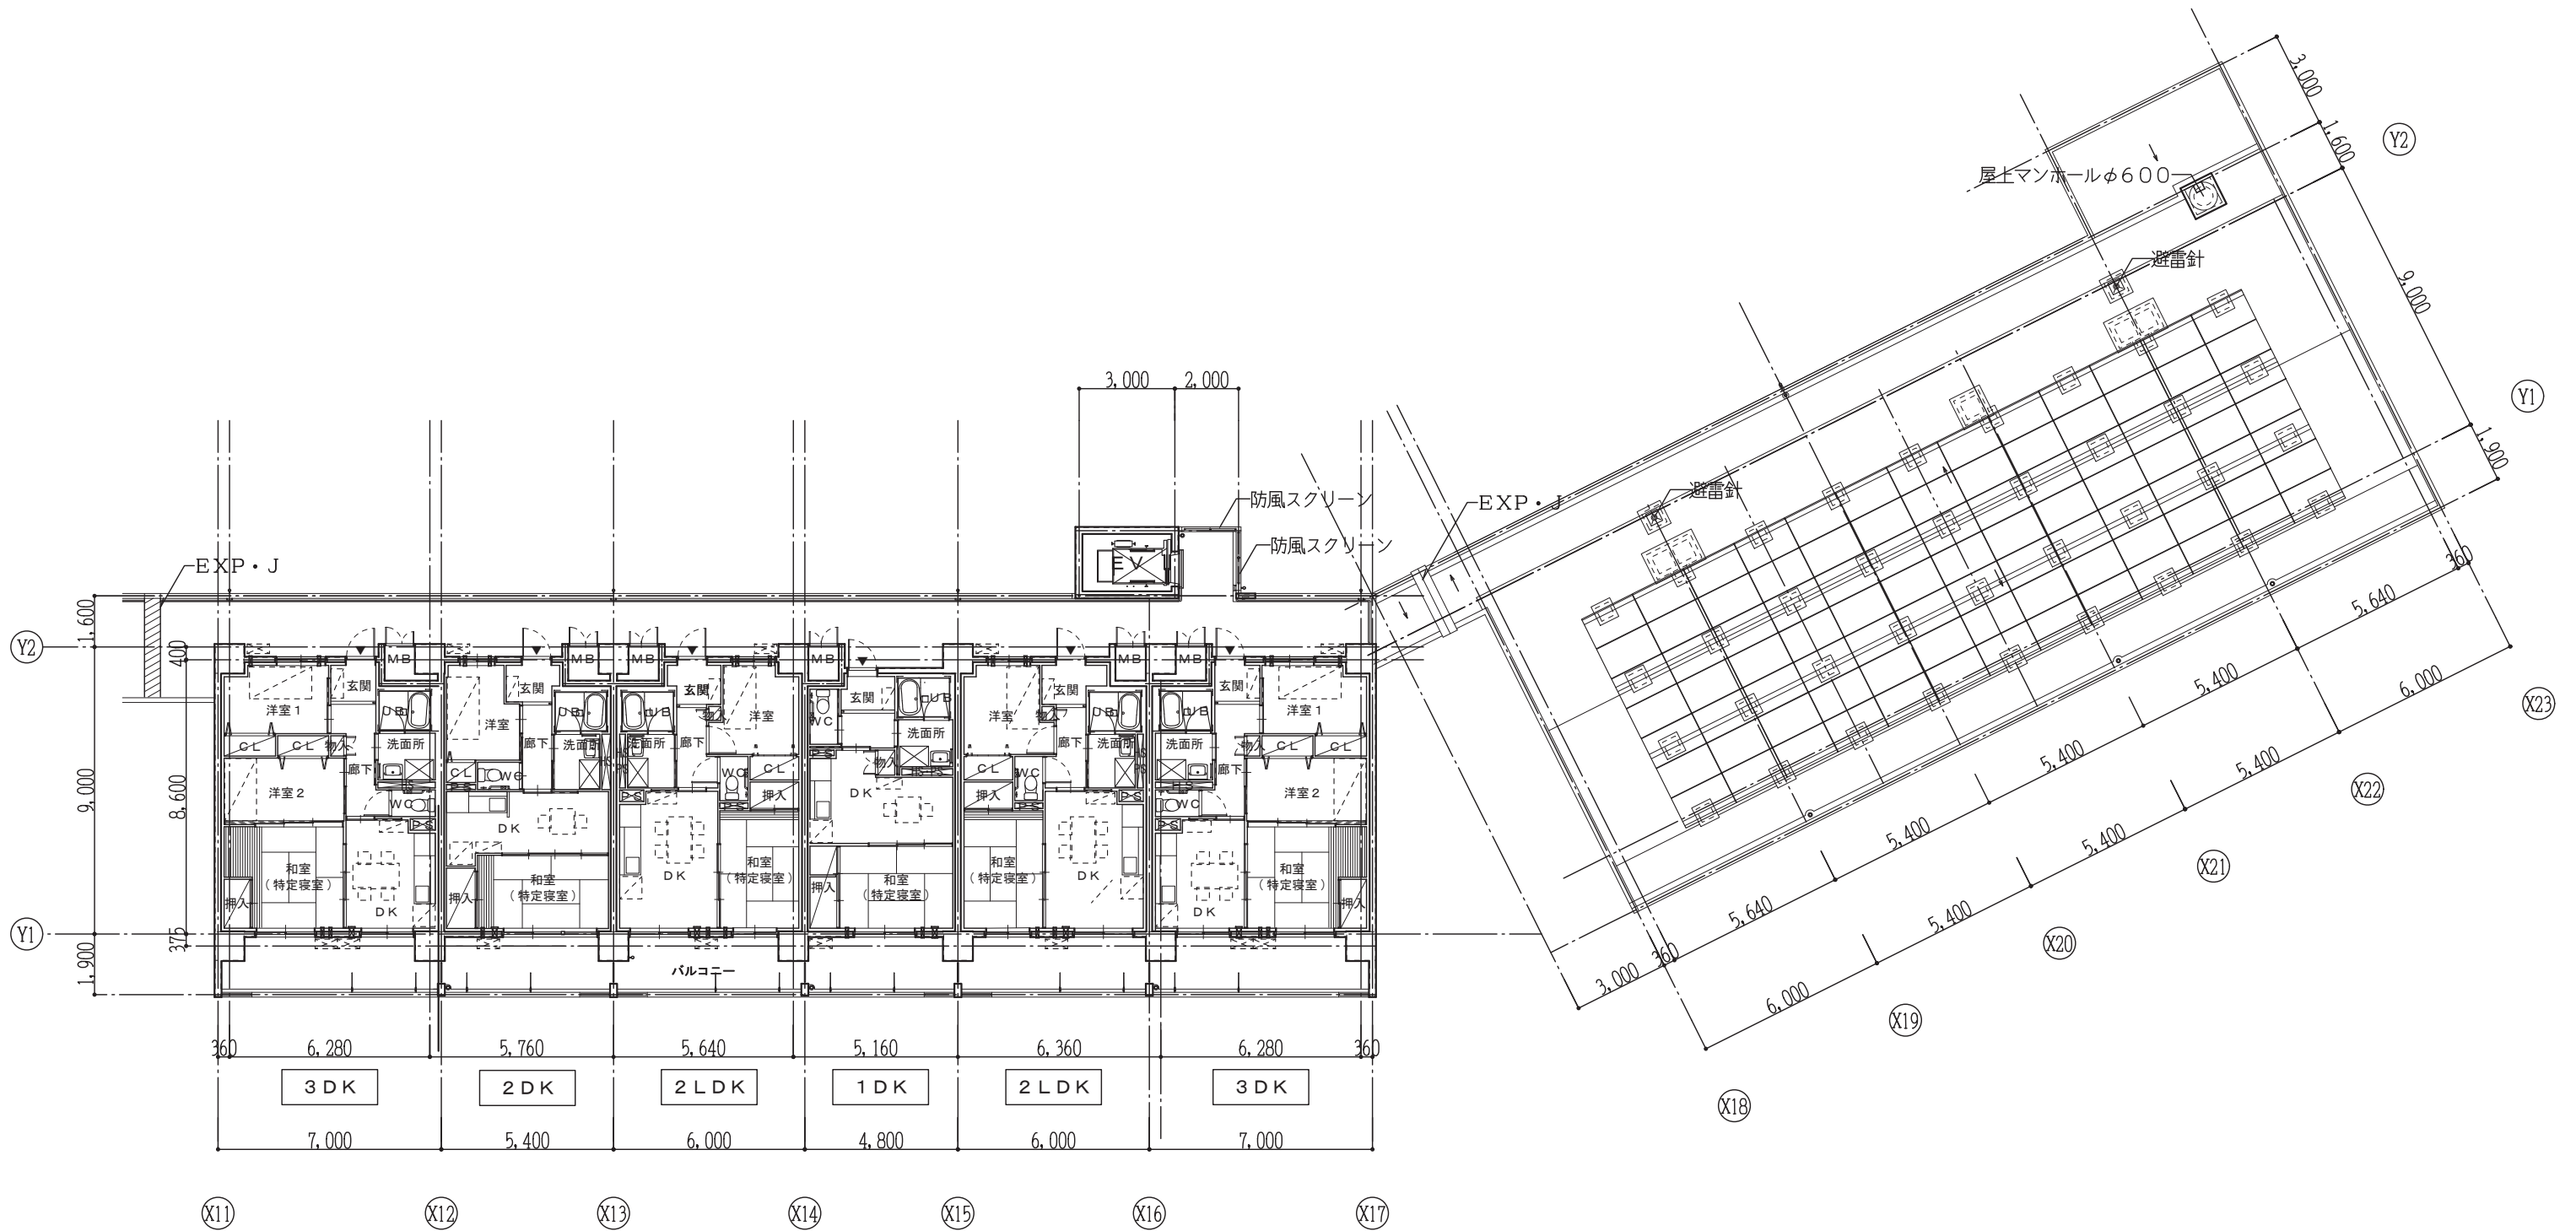 3,000
1,600
Y2
屋上マンホールφ600
避雷針
9,000
3,000 2,000
Y1
1,900
避雷針
防風スクリーン
EXP・J
防風スクリーン
EV
EXP・J
360
1,600
5,640
Y2
400
MB MB MB MB MB MB
玄関 玄関 玄関 玄関 玄関 玄関
5,400
6,000
X23
洋室1 UB 洋室 UB UB 物入 洋室 WC UB 洋室 物入 UB UB 洋室1
CL CL 物入 洗面所 廊下 洗面所 洗面所 廊下 洗面所 廊下 洗面所 洗面所 物入 CL CL
PS
廊下 CL WC WC CL 物入 CL WC 廊下
5,400
5,400
9,000
8,600
洋室2 WC DK 押入 DK 押入 WC 洋室2
PS PS PS PS PS PS
X22
DK
5,400
5,400
和室 和室 和室 和室 和室 和室
(特定寝室) (特定寝室) (特定寝室) (特定寝室) (特定寝室) (特定寝室)
DK DK
X21
押入 DK 押入 押入 DK 押入
5,640
5,400
Y1
375
X20
1,900
バルコニー
360
3,000
6,000
X19
360 6,280 5,760 5,640 5,160 6,360 6,280 360
3DK 2DK 2LDK 1DK 2LDK 3DK
X18
7,000 5,400 6,000 4,800 6,000 7,000
X11 X12 X13 X14 X15 X16 X17